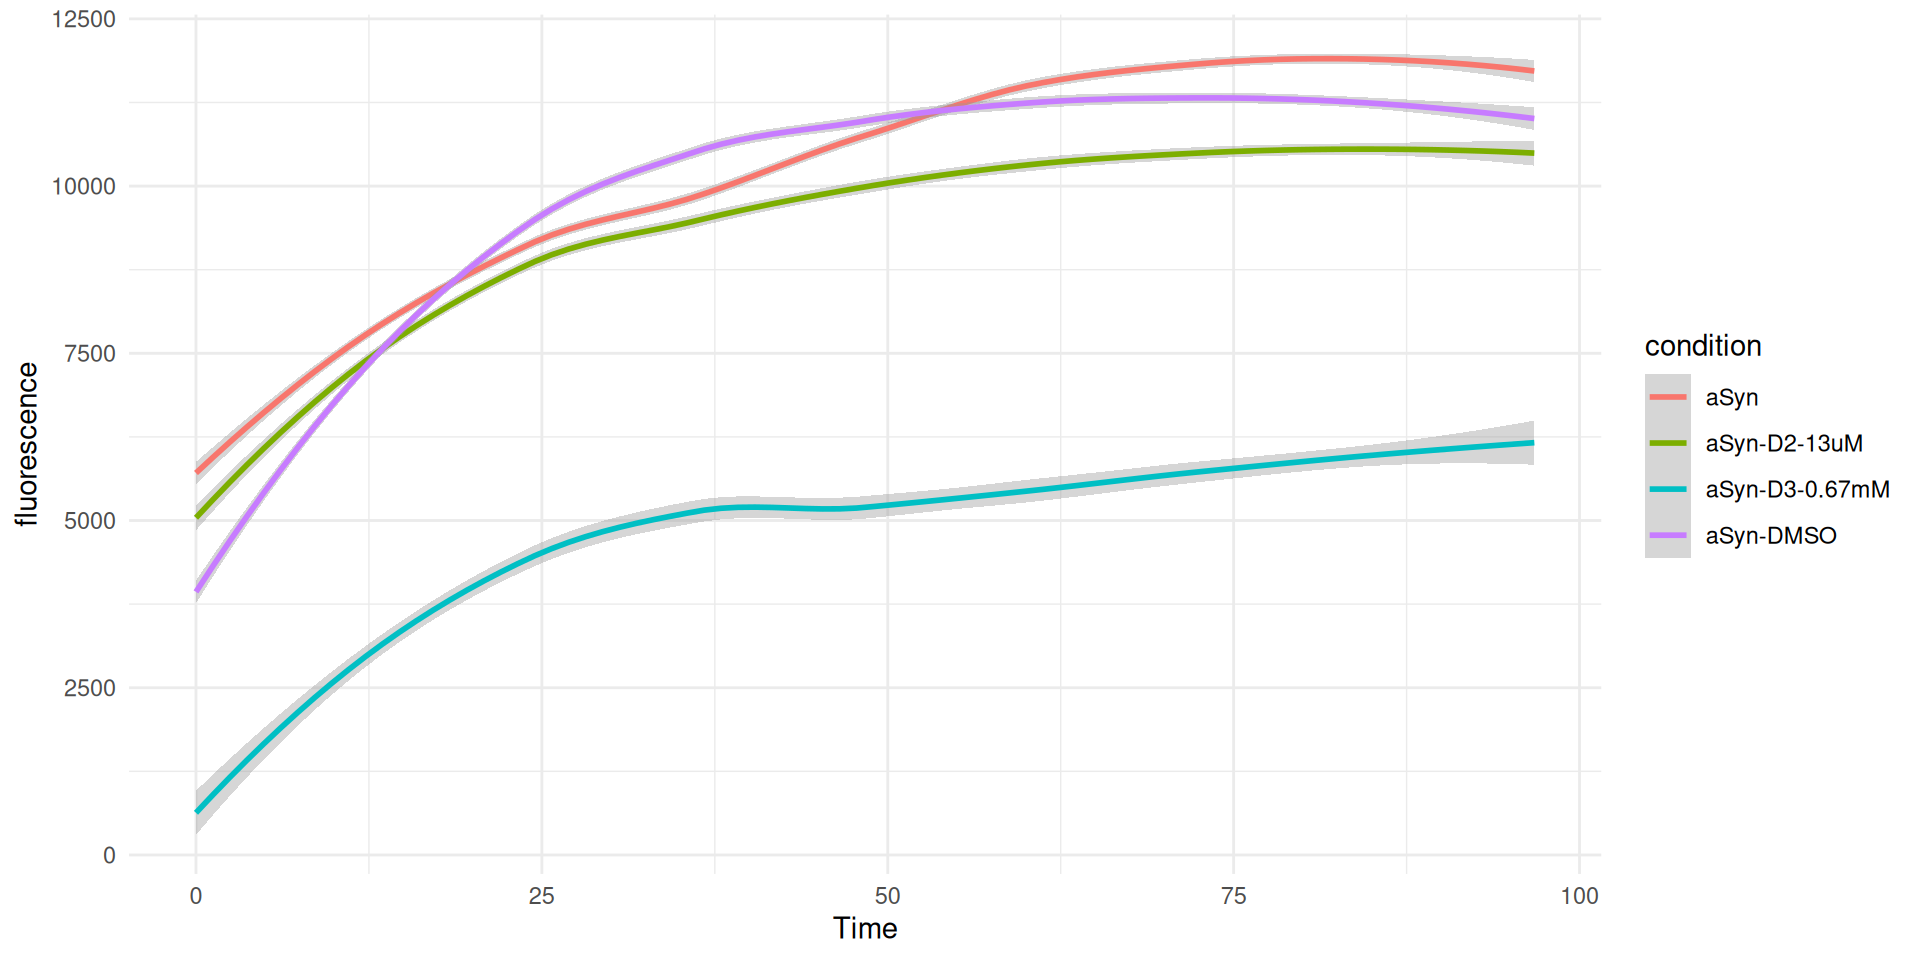 12500
10000
7500
5000
2500
0
fluorescence
0 25 50 75 100
Time
condition
aSyn
aSyn-D2-13uM
aSyn-D3-0.67mM
aSyn-DMSO